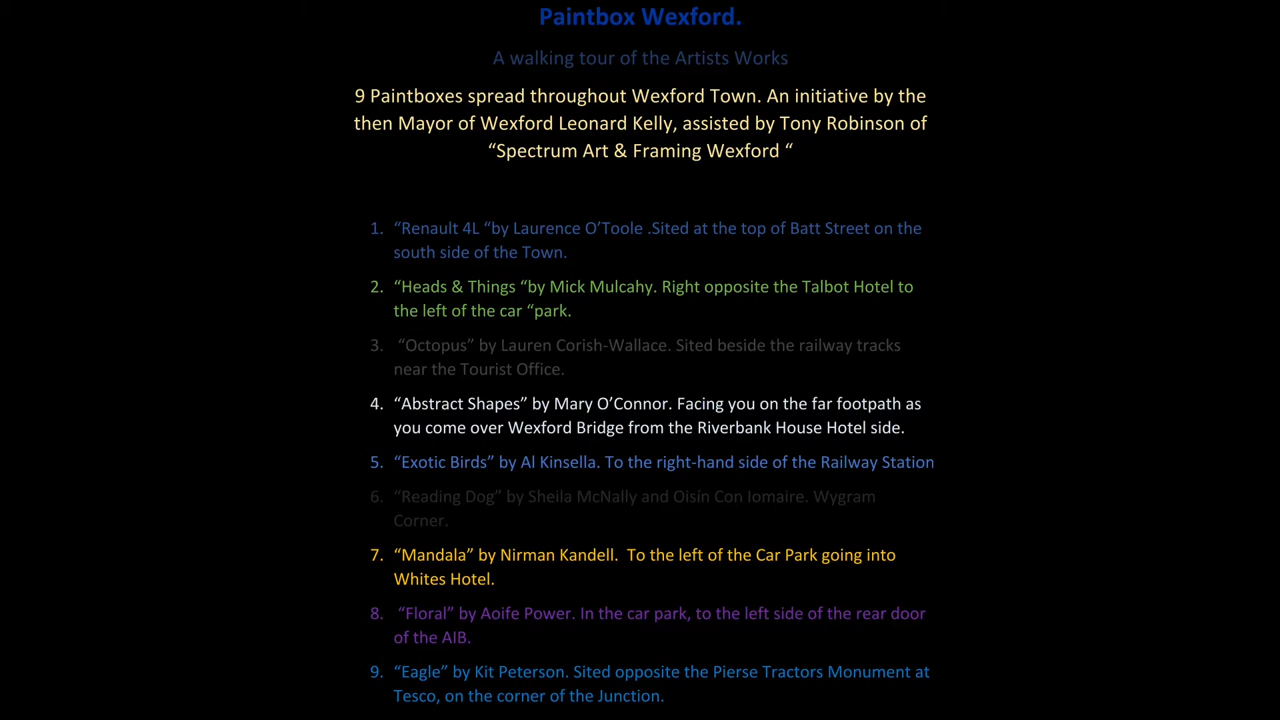 Paintbox Wexford.
A walking tour of the Artists Works
9 Paintboxes spread throughout Wexford Town. An initiative by the
then Mayor of Wexford Leonard Kelly, assisted by Tony Robinson of
“Spectrum Art & Framing Wexford “
1. “Renault 4L “by Laurence O’Toole .Sited at the top of Batt Street on the
south side of the Town.
2. “Heads & Things “by Mick Mulcahy. Right opposite the Talbot Hotel to
the left of the car “park.
3. “Octopus” by Lauren Corish-Wallace. Sited beside the railway tracks
near the Tourist Office.
4. “Abstract Shapes” by Mary O’Connor. Facing you on the far footpath as
you come over Wexford Bridge from the Riverbank House Hotel side.
5. “Exotic Birds” by Al Kinsella. To the right-hand side of the Railway Station
6. “Reading Dog” by Sheila McNally and Oisín Con Iomaire. Wygram
Corner.
7. “Mandala” by Nirman Kandell. To the left of the Car Park going into
Whites Hotel.
8. “Floral” by Aoife Power. In the car park, to the left side of the rear door
of the AIB.
9. “Eagle” by Kit Peterson. Sited opposite the Pierse Tractors Monument at
Tesco, on the corner of the Junction.